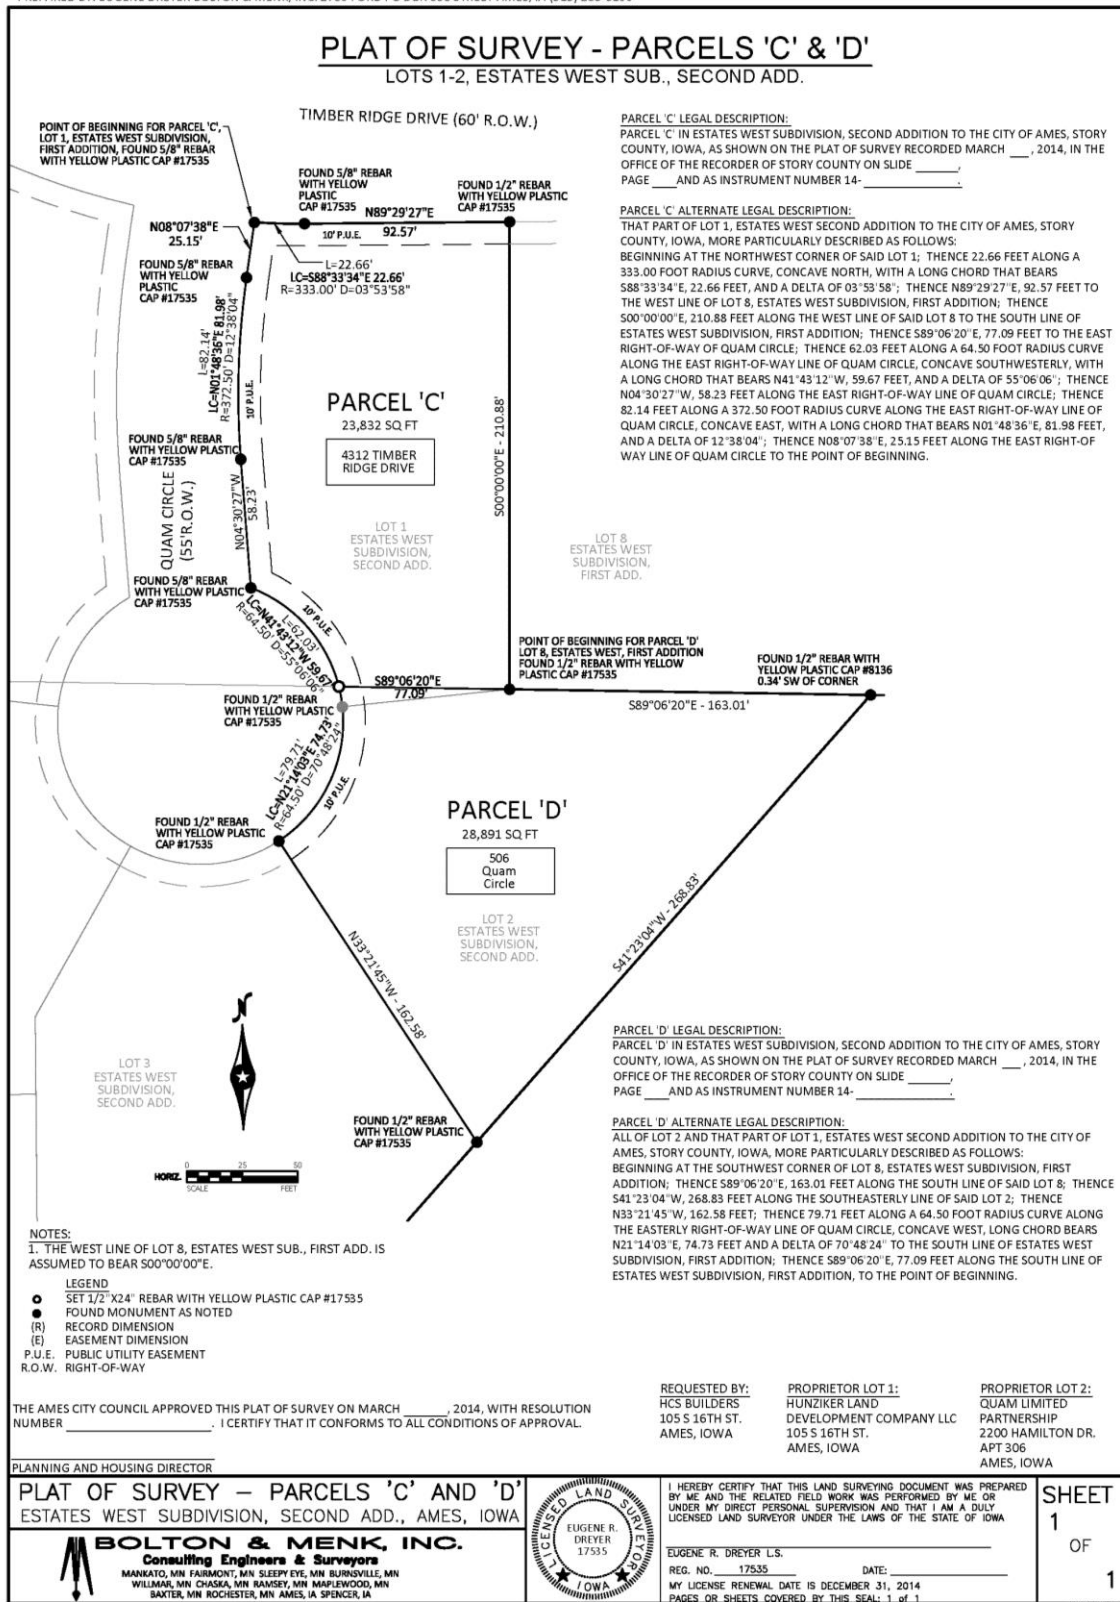 PLAT OF SURVEY - PARCELS 'C' & 'D'
LOTS 1-2, ESTATES WEST SUB., SECOND ADD.
TIMBER RIDGE DRIVE (60' R.O.W.)
POINT OF BEGINNING FOR PARCEL 'C',
LOT 1, ESTATES WEST SUBDIVISION,
FIRST ADDITION, FOUND 5/8" REBAR
WITH YELLOW PLASTIC CAP #17535
FOUND 5/8" REBAR
WITH YELLOW
PLASTIC
CAP #17535
FOUND 1/2" REBAR
WITH YELLOW PLASTIC
CAP #17535
N08°07'38"E
25.15'
N89°29'27"E
92.57'
10' P.U.E.
FOUND 5/8" REBAR
WITH YELLOW
PLASTIC
CAP #17535
L=22.66'
LC=S88°33'34"E 22.66'
R=333.00' D=03°53'58"
L=82.14'
LC=N01°48'36"E 81.98'
R=372.50' D=12°38'04"
10' P.U.E.
PARCEL 'C'
23,832 SQ FT
4312 TIMBER
RIDGE DRIVE
S00°00'00"E - 210.88'
FOUND 5/8" REBAR
WITH YELLOW PLASTIC
CAP #17535
QUAM CIRCLE
(55'R.O.W.)
N04°30'27"W
58.23'
LOT 1
ESTATES WEST
SUBDIVISION,
SECOND ADD.
LOT 8
ESTATES WEST
SUBDIVISION,
FIRST ADD.
FOUND 5/8" REBAR
WITH YELLOW PLASTIC
CAP #17535
10' P.U.E.
L=62.03'
LC=N41°43'12"W 59.67'
R=64.50' D=55°06'06"
POINT OF BEGINNING FOR PARCEL 'D'
LOT 8, ESTATES WEST, FIRST ADDITION
FOUND 1/2" REBAR WITH YELLOW
PLASTIC CAP #17535
FOUND 1/2" REBAR WITH
YELLOW PLASTIC CAP #8136
0.34' SW OF CORNER
S89°06'20"E
77.09'
S89°06'20"E - 163.01'
FOUND 1/2" REBAR
WITH YELLOW PLASTIC
CAP #17535
L=79.71'
LC=N21°14'03"E 74.73'
R=64.50' D=70°48'24"
10' P.U.E.
FOUND 1/2" REBAR
WITH YELLOW PLASTIC
CAP #17535
PARCEL 'D'
28,891 SQ FT
506
Quam
Circle
LOT 2
ESTATES WEST
SUBDIVISION,
SECOND ADD.
N33°21'45"W - 162.58'
S41°23'04"W - 268.83'
N
LOT 3
ESTATES WEST
SUBDIVISION,
SECOND ADD.
FOUND 1/2" REBAR
WITH YELLOW PLASTIC
CAP #17535
0 25 50
HORIZ.
SCALE FEET
PARCEL 'C' LEGAL DESCRIPTION:
PARCEL 'C' IN ESTATES WEST SUBDIVISION, SECOND ADDITION TO THE CITY OF AMES, STORY
COUNTY, IOWA, AS SHOWN ON THE PLAT OF SURVEY RECORDED MARCH ___, 2014, IN THE
OFFICE OF THE RECORDER OF STORY COUNTY ON SLIDE ______,
PAGE ____AND AS INSTRUMENT NUMBER 14- ____________.
PARCEL 'C' ALTERNATE LEGAL DESCRIPTION:
THAT PART OF LOT 1, ESTATES WEST SECOND ADDITION TO THE CITY OF AMES, STORY
COUNTY, IOWA, MORE PARTICULARLY DESCRIBED AS FOLLOWS:
BEGINNING AT THE NORTHWEST CORNER OF SAID LOT 1; THENCE 22.66 FEET ALONG A
333.00 FOOT RADIUS CURVE, CONCAVE NORTH, WITH A LONG CHORD THAT BEARS
S88°33'34"E, 22.66 FEET, AND A DELTA OF 03°53'58"; THENCE N89°29'27"E, 92.57 FEET TO
THE WEST LINE OF LOT 8, ESTATES WEST SUBDIVISION, FIRST ADDITION; THENCE
S00°00'00"E, 210.88 FEET ALONG THE WEST LINE OF SAID LOT 8 TO THE SOUTH LINE OF
ESTATES WEST SUBDIVISION, FIRST ADDITION; THENCE S89°06'20"E, 77.09 FEET TO THE EAST
RIGHT-OF-WAY OF QUAM CIRCLE; THENCE 62.03 FEET ALONG A 64.50 FOOT RADIUS CURVE
ALONG THE EAST RIGHT-OF-WAY LINE OF QUAM CIRCLE, CONCAVE SOUTHWESTERLY, WITH
A LONG CHORD THAT BEARS N41°43'12"W, 59.67 FEET, AND A DELTA OF 55°06'06"; THENCE
N04°30'27"W, 58.23 FEET ALONG THE EAST RIGHT-OF-WAY LINE OF QUAM CIRCLE; THENCE
82.14 FEET ALONG A 372.50 FOOT RADIUS CURVE ALONG THE EAST RIGHT-OF-WAY LINE OF
QUAM CIRCLE, CONCAVE EAST, WITH A LONG CHORD THAT BEARS N01°48'36"E, 81.98 FEET,
AND A DELTA OF 12°38'04"; THENCE N08°07'38"E, 25.15 FEET ALONG THE EAST RIGHT-OF
WAY LINE OF QUAM CIRCLE TO THE POINT OF BEGINNING.
PARCEL 'D' LEGAL DESCRIPTION:
PARCEL 'D' IN ESTATES WEST SUBDIVISION, SECOND ADDITION TO THE CITY OF AMES, STORY
COUNTY, IOWA, AS SHOWN ON THE PLAT OF SURVEY RECORDED MARCH ___, 2014, IN THE
OFFICE OF THE RECORDER OF STORY COUNTY ON SLIDE ______,
PAGE ____AND AS INSTRUMENT NUMBER 14- ____________.
PARCEL 'D' ALTERNATE LEGAL DESCRIPTION:
ALL OF LOT 2 AND THAT PART OF LOT 1, ESTATES WEST SECOND ADDITION TO THE CITY OF
AMES, STORY COUNTY, IOWA, MORE PARTICULARLY DESCRIBED AS FOLLOWS:
BEGINNING AT THE SOUTHWEST CORNER OF LOT 8, ESTATES WEST SUBDIVISION, FIRST
ADDITION; THENCE S89°06'20"E, 163.01 FEET ALONG THE SOUTH LINE OF SAID LOT 8; THENCE
S41°23'04"W, 268.83 FEET ALONG THE SOUTHEASTERLY LINE OF SAID LOT 2; THENCE
N33°21'45"W, 162.58 FEET; THENCE 79.71 FEET ALONG A 64.50 FOOT RADIUS CURVE ALONG
THE EASTERLY RIGHT-OF-WAY LINE OF QUAM CIRCLE, CONCAVE WEST, LONG CHORD BEARS
N21°14'03"E, 74.73 FEET AND A DELTA OF 70°48'24" TO THE SOUTH LINE OF ESTATES WEST
SUBDIVISION, FIRST ADDITION; THENCE S89°06'20"E, 77.09 FEET ALONG THE SOUTH LINE OF
ESTATES WEST SUBDIVISION, FIRST ADDITION, TO THE POINT OF BEGINNING.
NOTES:
1. THE WEST LINE OF LOT 8, ESTATES WEST SUB., FIRST ADD. IS
ASSUMED TO BEAR S00°00'00"E.
LEGEND
SET 1/2"X24" REBAR WITH YELLOW PLASTIC CAP #17535
FOUND MONUMENT AS NOTED
(R) RECORD DIMENSION
(E) EASEMENT DIMENSION
P.U.E. PUBLIC UTILITY EASEMENT
R.O.W. RIGHT-OF-WAY
THE AMES CITY COUNCIL APPROVED THIS PLAT OF SURVEY ON MARCH ______, 2014, WITH RESOLUTION
NUMBER ____________________. I CERTIFY THAT IT CONFORMS TO ALL CONDITIONS OF APPROVAL.
PLANNING AND HOUSING DIRECTOR
REQUESTED BY:
HCS BUILDERS
105 S 16TH ST.
AMES, IOWA
PROPRIETOR LOT 1:
HUNZIKER LAND
DEVELOPMENT COMPANY LLC
105 S 16TH ST.
AMES, IOWA
PROPRIETOR LOT 2:
QUAM LIMITED
PARTNERSHIP
2200 HAMILTON DR.
APT 306
AMES, IOWA
PLAT OF SURVEY – PARCELS 'C' AND 'D'
ESTATES WEST SUBDIVISION, SECOND ADD., AMES, IOWA
BOLTON & MENK, INC.
Consulting Engineers & Surveyors
MANKATO, MN FAIRMONT, MN SLEEPY EYE, MN BURNSVILLE, MN
WILLMAR, MN CHASKA, MN RAMSEY, MN MAPLEWOOD, MN
BAXTER, MN ROCHESTER, MN AMES, IA SPENCER, IA
LICENSED LAND SURVEYOR
EUGENE R.
DREYER
17535
IOWA
I HEREBY CERTIFY THAT THIS LAND SURVEYING DOCUMENT WAS PREPARED
BY ME AND THE RELATED FIELD WORK WAS PERFORMED BY ME OR
UNDER MY DIRECT PERSONAL SUPERVISION AND THAT I AM A DULY
LICENSED LAND SURVEYOR UNDER THE LAWS OF THE STATE OF IOWA
EUGENE R. DREYER L.S.
REG. NO. 17535 DATE: ____________
MY LICENSE RENEWAL DATE IS DECEMBER 31, 2014
PAGES OR SHEETS COVERED BY THIS SEAL: 1 of 1
SHEET
1
OF
1